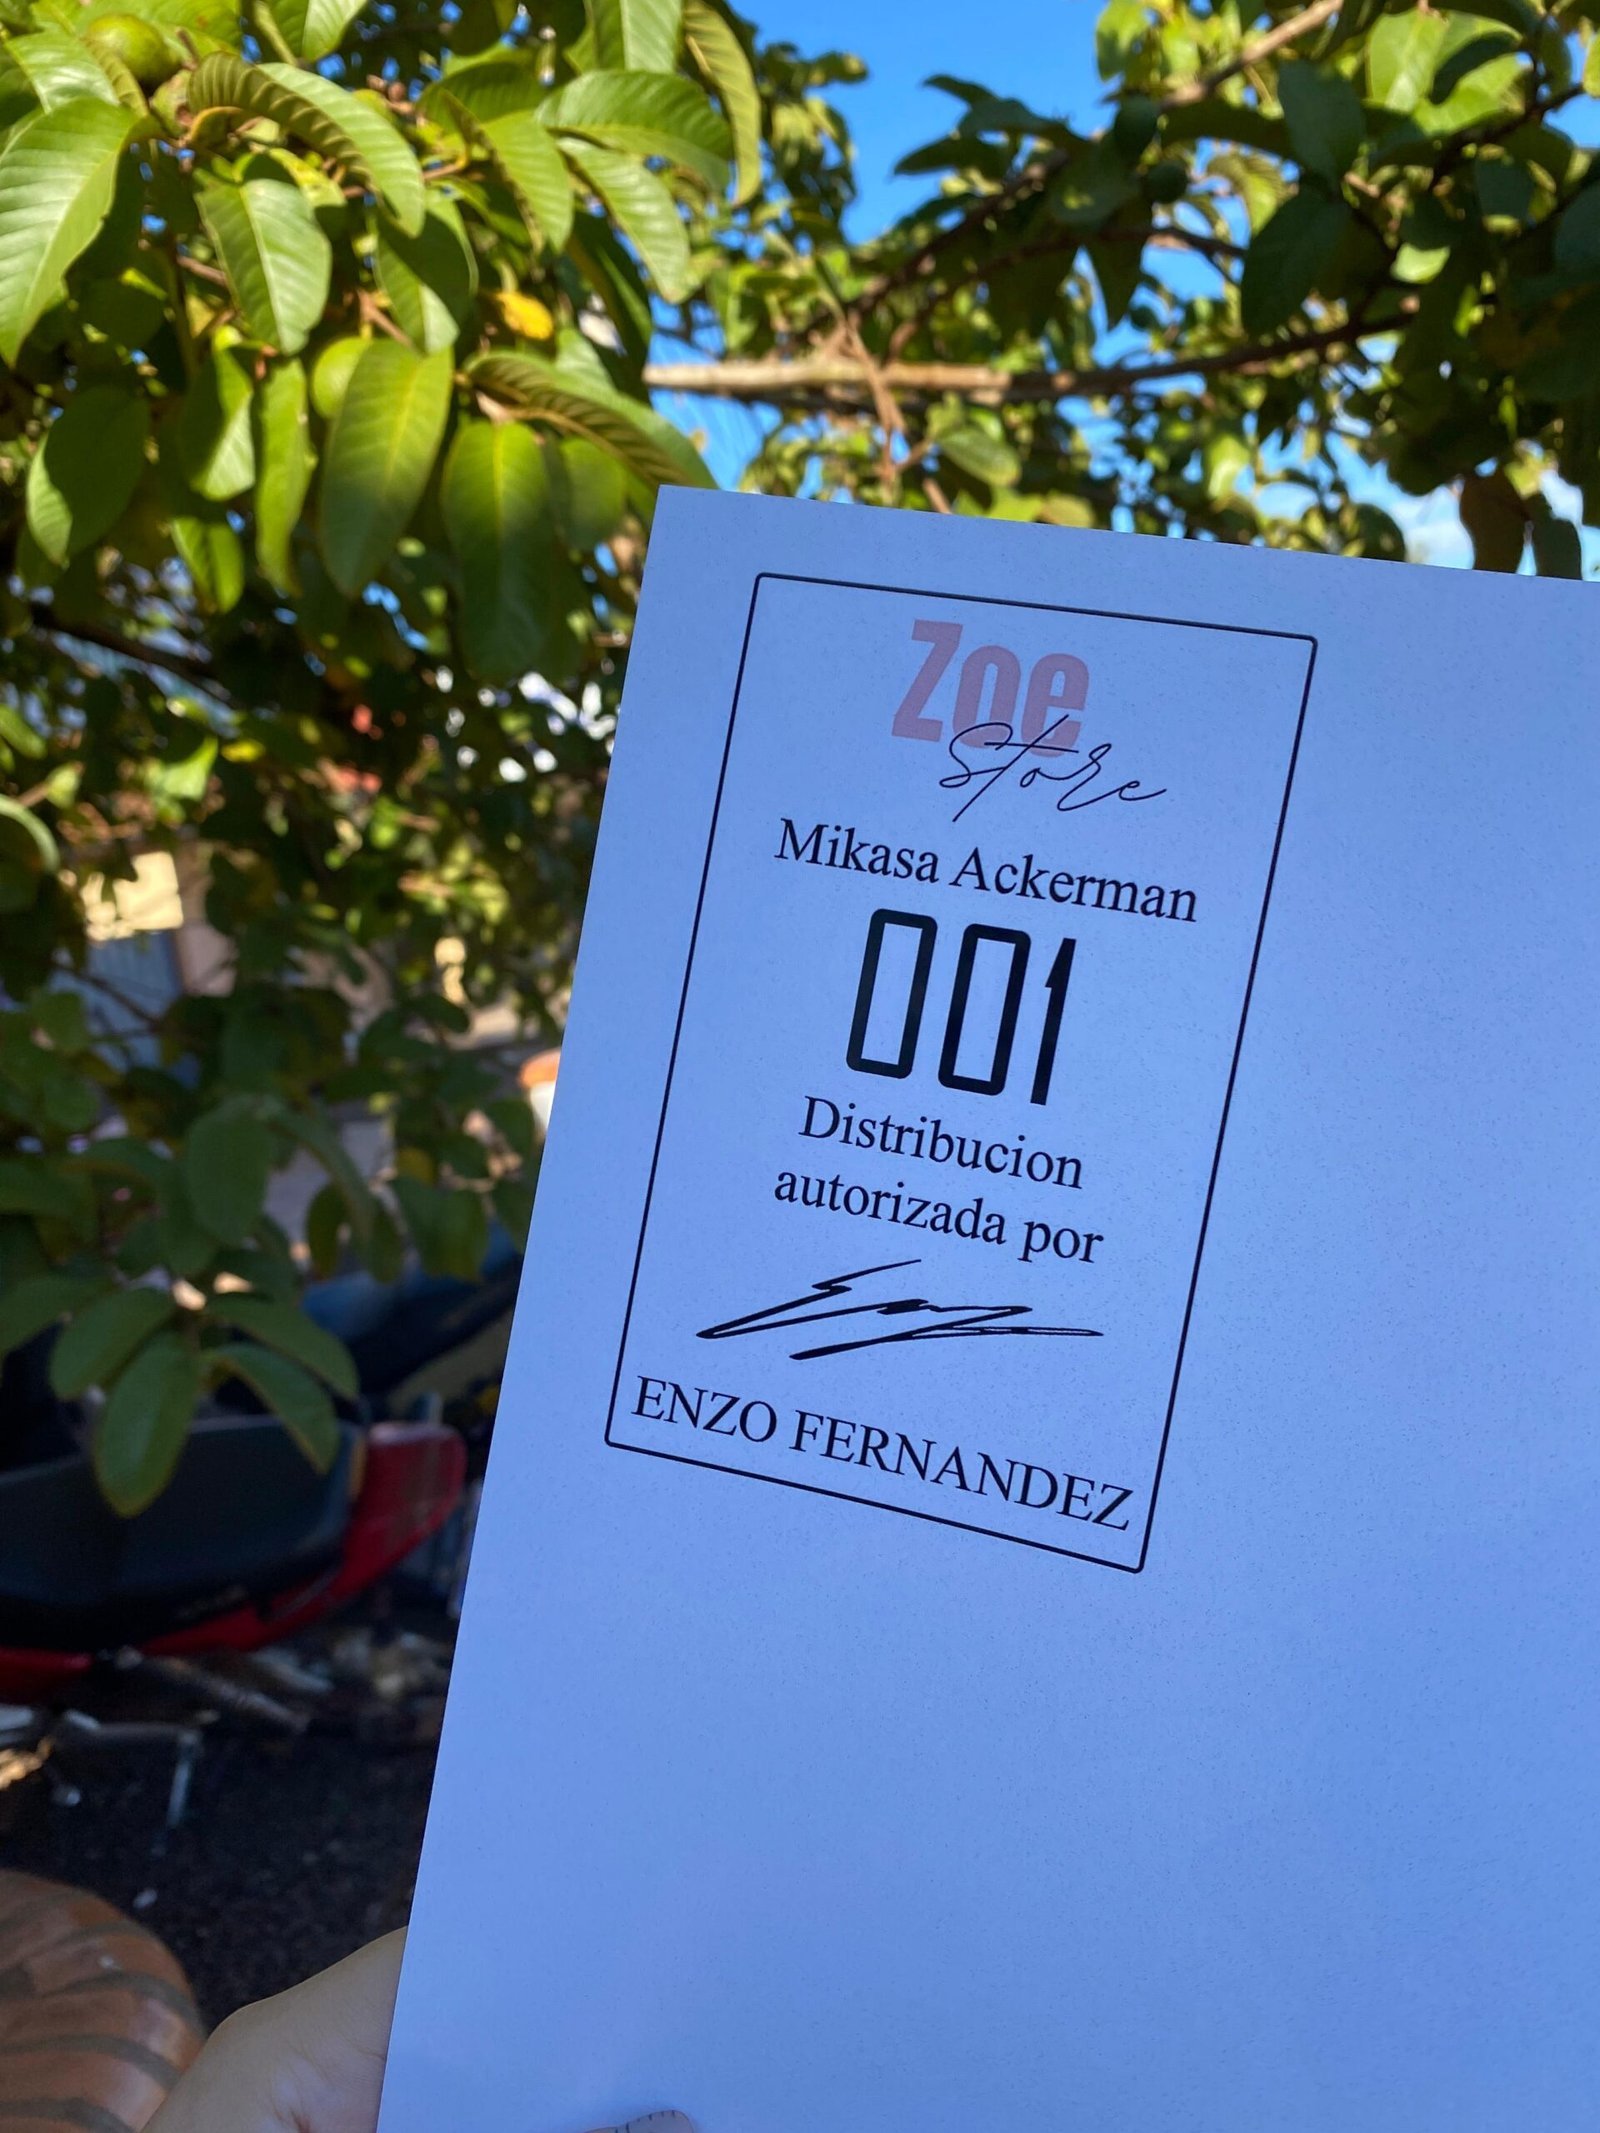 Zoe
Store
Mikasa Ackerman
001
Distribucion
autorizada por
ENZO FERNANDEZ